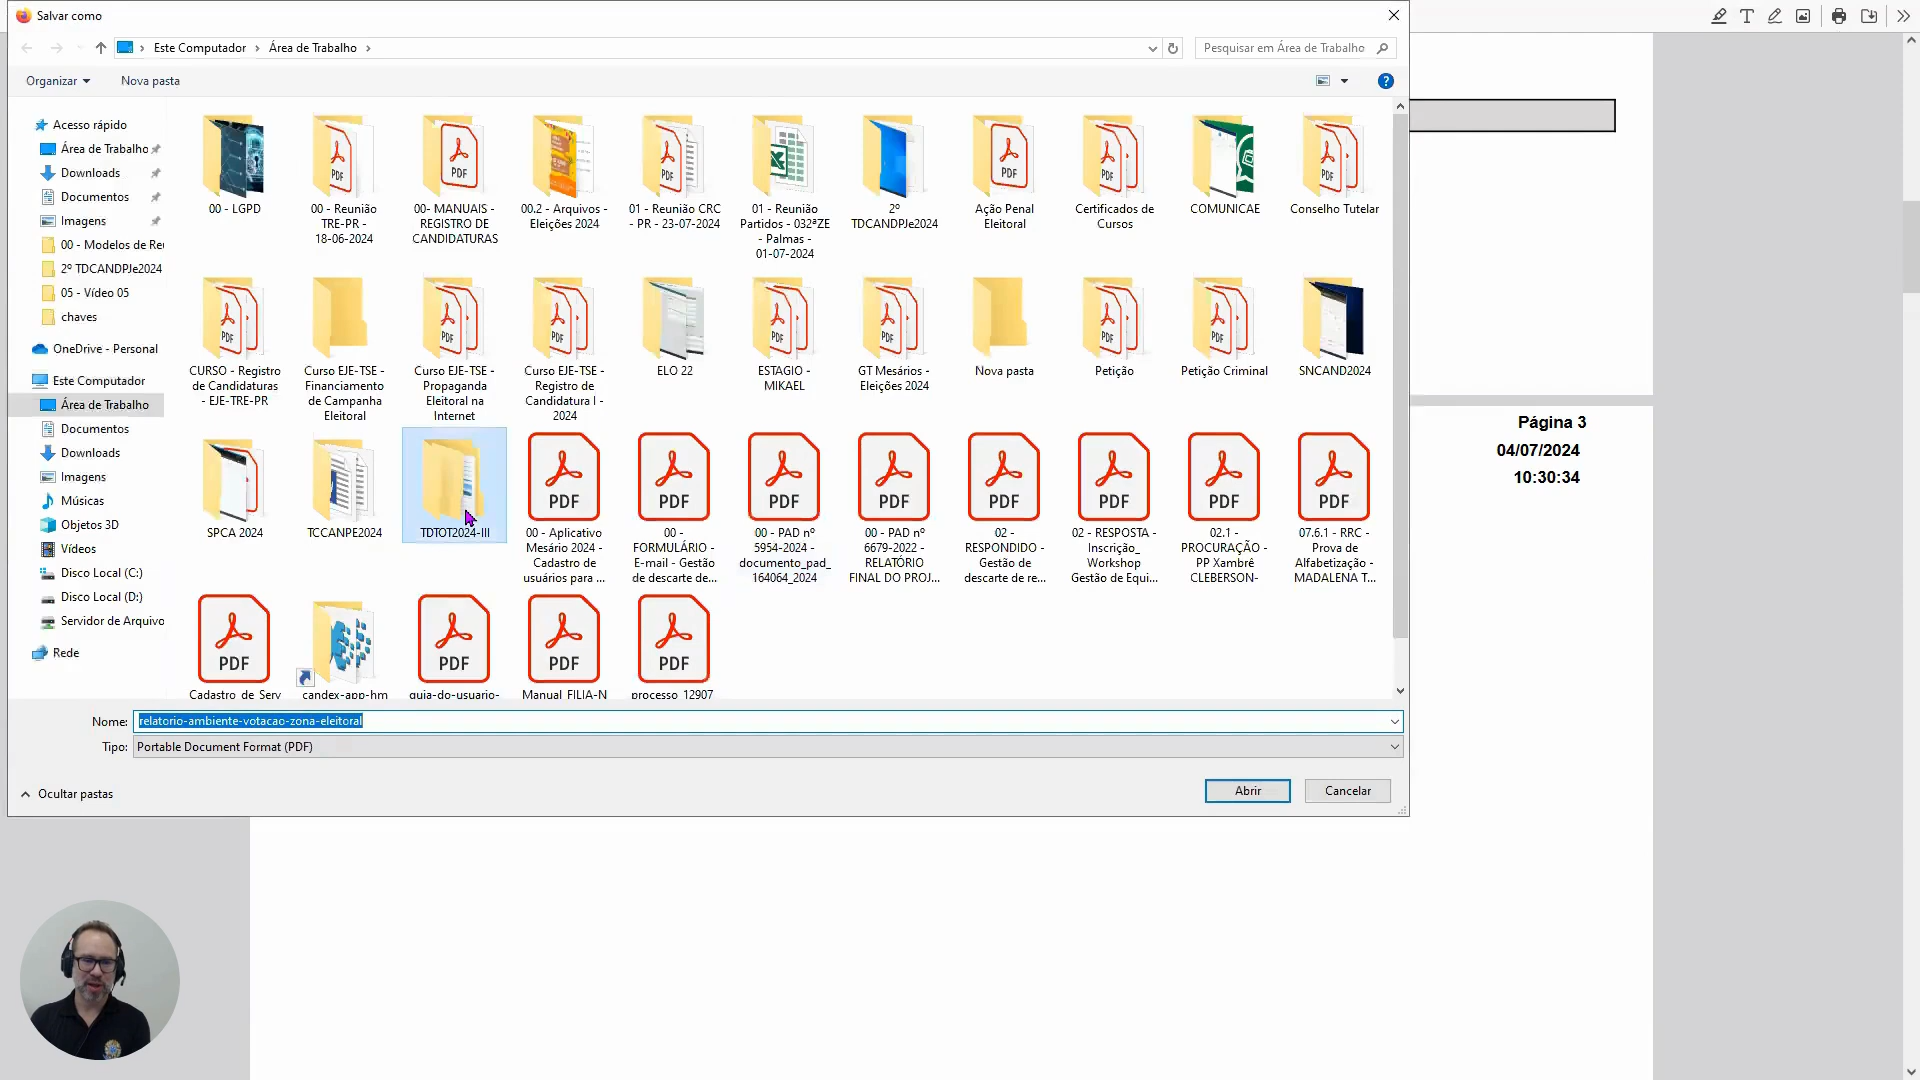 Salvar como
Este Computador
Área de Trabalho
Pesquisar em Área de Trabalho
Organizar
Nova pasta
Acesso rápido
Área de Trabalho
Downloads
Documentos
Imagens
00 - Modelos de Re
2º TDCANDPJe2024
05 - Vídeo 05
chaves
OneDrive - Personal
Este Computador
Área de Trabalho
Documentos
Downloads
Imagens
Músicas
Objetos 3D
Vídeos
Disco Local (C:)
Disco Local (D:)
Servidor de Arquivo
Rede
00 - LGPD
00 - Reunião
TRE-PR -
18-06-2024
00- MANUAIS -
REGISTRO DE
CANDIDATURAS
00.2 - Arquivos -
Eleições 2024
01 - Reunião CRC
- PR - 23-07-2024
01 - Reunião
Partidos - 032ªZE
- Palmas -
01-07-2024
2º
TDCANDPJe2024
Ação Penal
Eleitoral
Certificados de
Cursos
COMUNICAE
Conselho Tutelar
CURSO - Registro
de Candidaturas
- EJE-TRE-PR
Curso EJE-TSE -
Financiamento
de Campanha
Eleitoral
Curso EJE-TSE -
Propaganda
Eleitoral na
Internet
Curso EJE-TSE -
Registro de
Candidatura I -
2024
ELO 22
ESTAGIO -
MIKAEL
GT Mesários -
Eleições 2024
Nova pasta
Petição
Petição Criminal
SNCAND2024
SPCA 2024
TCCANPE2024
TDTOT2024-III
00 - Aplicativo
Mesário 2024 -
Cadastro de
usuários para ...
00 -
FORMULÁRIO -
E-mail - Gestão
de descarte de...
00 - PAD nº
5954-2024 -
documento_pad_
164064_2024
00 - PAD nº
6679-2022 -
RELATÓRIO
FINAL DO PROJ...
02 -
RESPONDIDO -
Gestão de
descarte de re...
02 - RESPOSTA -
Inscrição_
Workshop
Gestão de Equi...
02.1 -
PROCURAÇÃO -
PP Xambrê
CLEBERSON-
07.6.1 - RRC -
Prova de
Alfabetização -
MADALENA T...
PDF
PDF
PDF
PDF
PDF
PDF
PDF
PDF
PDF
PDF
PDF
PDF
Cadastro de Serv
candex-app-hm
guia-do-usuario-
Manual FILIA-N
processo 12907
Nome:
relatorio-ambiente-votacao-zona-eleitoral
Tipo:
Portable Document Format (PDF)
Ocultar pastas
Abrir
Cancelar
Página 3
04/07/2024
10:30:34